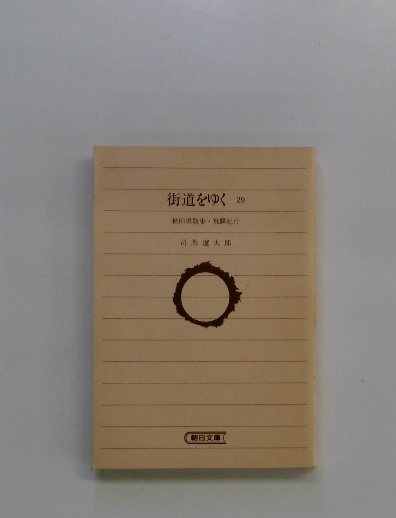 街道をゆく 29
秋田県散歩・飛騨紀行
司馬遼太郎
朝日文庫